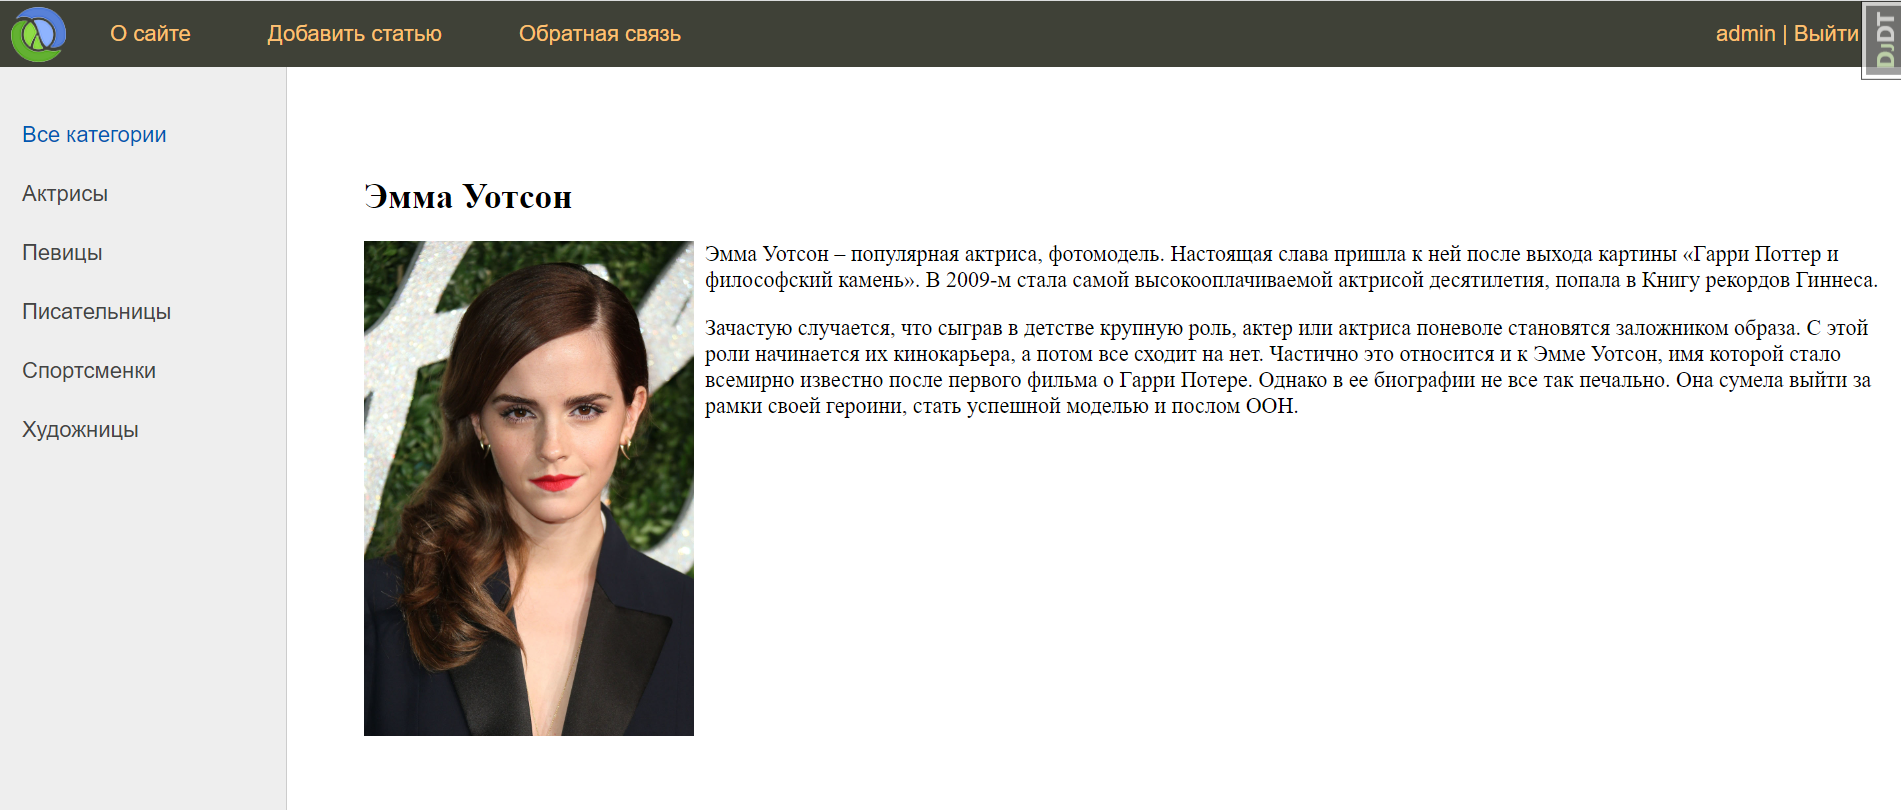 О сайте
Добавить статью
Обратная связь
admin | Выйти
DjDT
Все категории
Актрисы
Певицы
Писательницы
Спортсменки
Художницы
Эмма Уотсон
Эмма Уотсон – популярная актриса, фотомодель. Настоящая слава пришла к ней после выхода картины «Гарри Поттер и
философский камень». В 2009-м стала самой высокооплачиваемой актрисой десятилетия, попала в Книгу рекордов Гиннеса.
Зачастую случается, что сыграв в детстве крупную роль, актер или актриса поневоле становятся заложником образа. С этой
роли начинается их кинокарьера, а потом все сходит на нет. Частично это относится и к Эмме Уотсон, имя которой стало
всемирно известно после первого фильма о Гарри Потере. Однако в ее биографии не все так печально. Она сумела выйти за
рамки своей героини, стать успешной моделью и послом ООН.